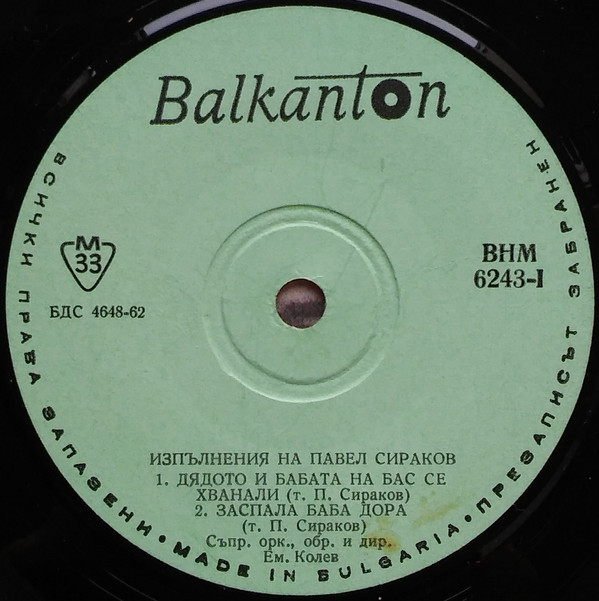 Balkanton
M
33
БДС 4648-62
ВНМ
6243-I
ИЗПЪЛНЕНИЯ НА ПАВЕЛ СИРАКОВ
1. ДЯДОТО И БАБАТА НА БАС СЕ
ХВАНАЛИ (т. П. Сираков)
2. ЗАСПАЛА БАБА ДОРА
(т. П. Сираков)
Съпр. орк., обр. и дир.
Ем. Колев
ВСИЧКИ ПРАВА ЗАПАЗЕНИ • MADE IN BULGARIA • ПРЕЗАПИСЪТ ЗАБРАНЕН